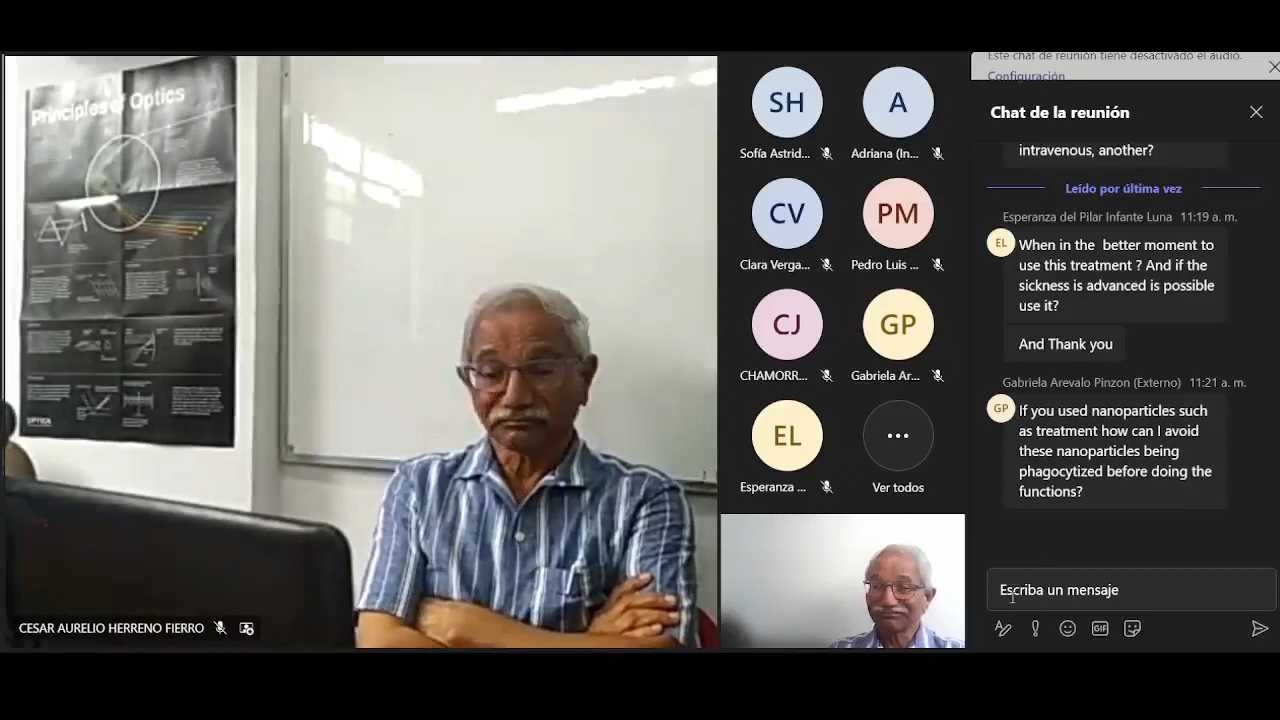 Principles of Optics
OPTICA
CESAR AURELIO HERRENO FIERRO
SH
A
Sofía Astrid...
Adriana (In...
CV
PM
Clara Verga...
Pedro Luis ...
CJ
GP
CHAMORR...
Gabriela Ar...
EL
Esperanza ...
Ver todos
Este chat de reunión tiene desactivado el audio.
Configuración
Chat de la reunión
intravenous, another?
Leído por última vez
Esperanza del Pilar Infante Luna 11:19 a. m.
EL
When in the better moment to
use this treatment ? And if the
sickness is advanced is possible
use it?
And Thank you
Gabriela Arevalo Pinzon (Externo) 11:21 a. m.
GP
If you used nanoparticles such
as treatment how can I avoid
these nanoparticles being
phagocytized before doing the
functions?
Escriba un mensaje
GIF